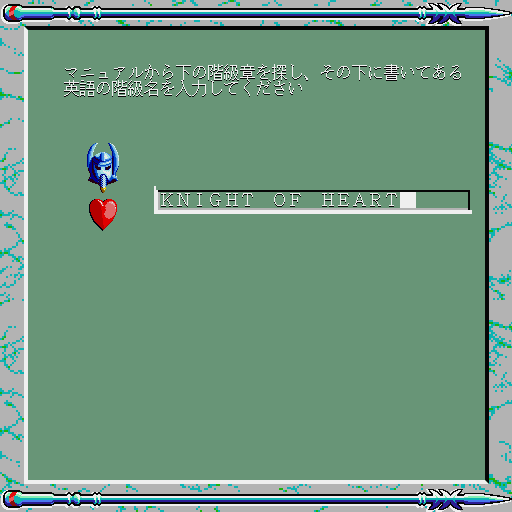 マニュアルから下の階級章を探し、その下に書いてある
英語の階級名を入力してください
KNIGHT OF HEART